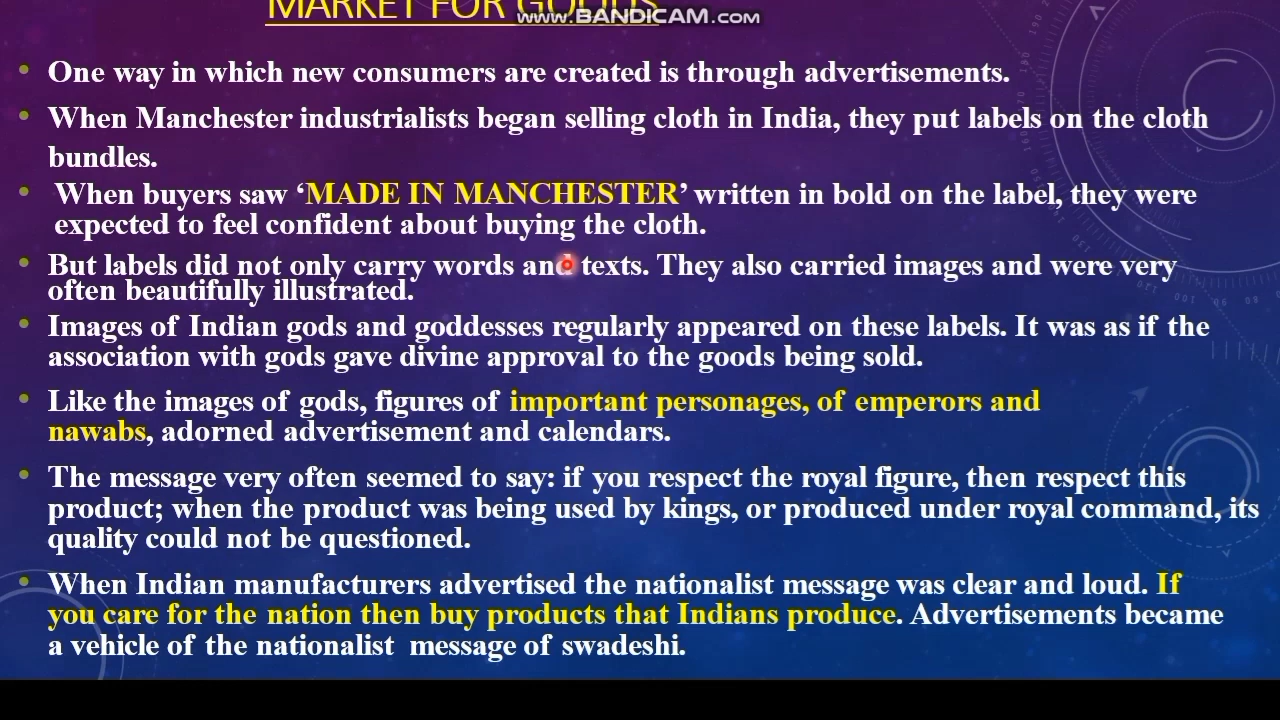 MARKET FOR GOODS
www.BANDICAM.com
• One way in which new consumers are created is through advertisements.
• When Manchester industrialists began selling cloth in India, they put labels on the cloth
bundles.
• When buyers saw ‘MADE IN MANCHESTER’ written in bold on the label, they were
expected to feel confident about buying the cloth.
• But labels did not only carry words and texts. They also carried images and were very
often beautifully illustrated.
• Images of Indian gods and goddesses regularly appeared on these labels. It was as if the
association with gods gave divine approval to the goods being sold.
• Like the images of gods, figures of important personages, of emperors and
nawabs, adorned advertisement and calendars.
• The message very often seemed to say: if you respect the royal figure, then respect this
product; when the product was being used by kings, or produced under royal command, its
quality could not be questioned.
• When Indian manufacturers advertised the nationalist message was clear and loud. If
you care for the nation then buy products that Indians produce. Advertisements became
a vehicle of the nationalist message of swadeshi.